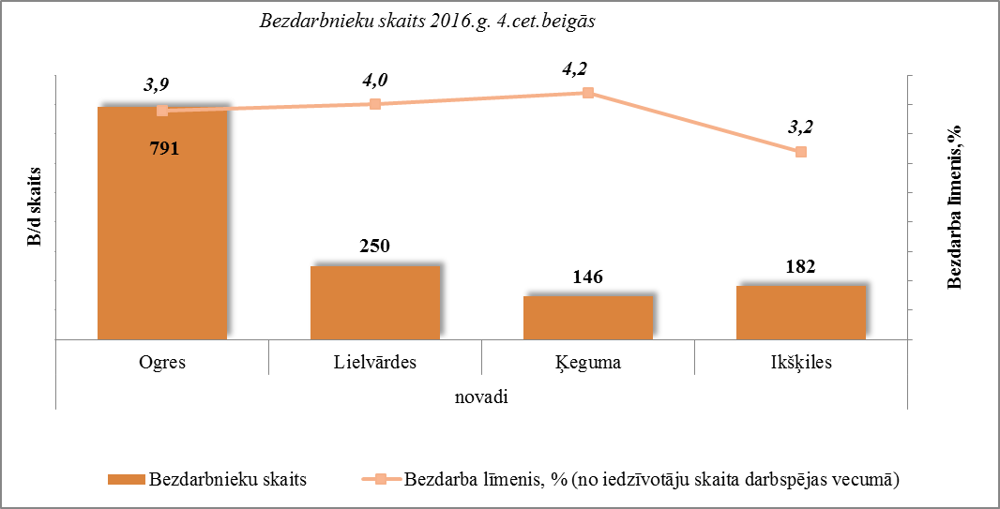 Bezdarbnieku skaits 2016.g. 4.cet.beigās
3,9
4,0
4,2
3,2
791
250
146
182
B/d skaits
Bezdarba līmenis,%
Ogres
Lielvārdes
Ķeguma
Ikšķiles
novadi
Bezdarbnieku skaits
Bezdarba līmenis, % (no iedzīvotāju skaita darbspējas vecumā)